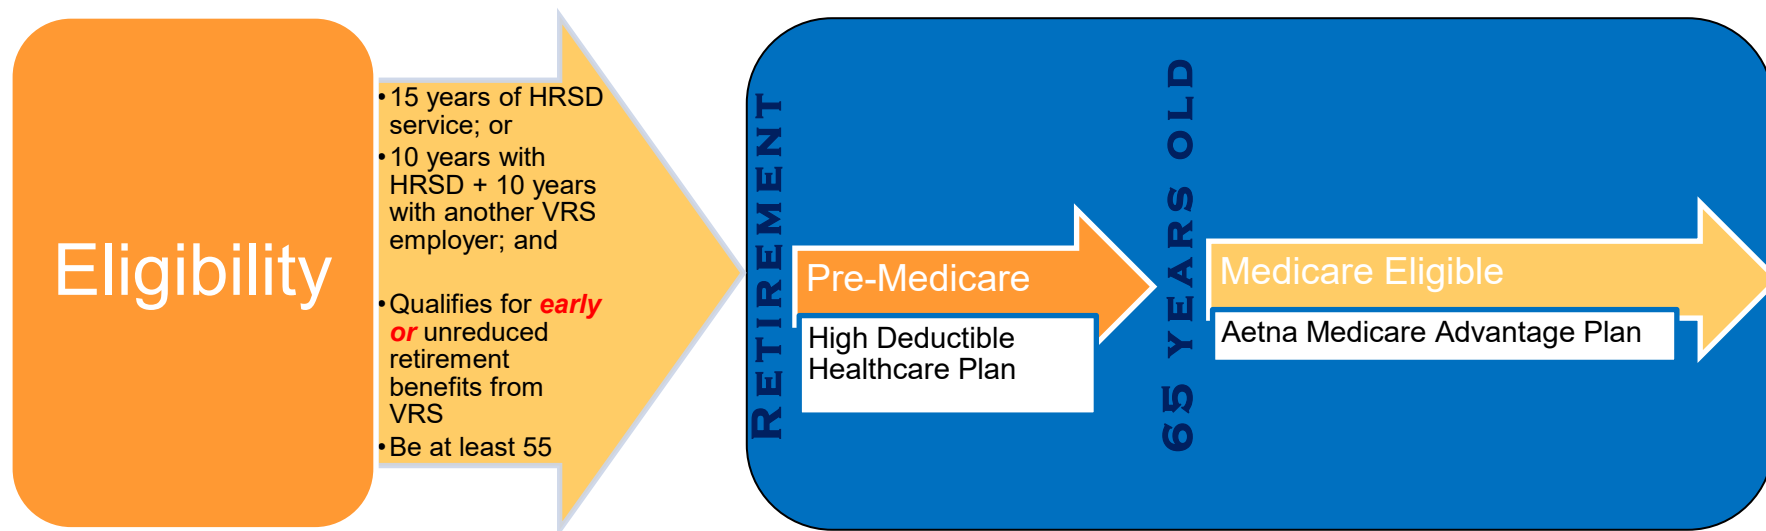 Eligibility
•15 years of HRSD
service; or
•10 years with
HRSD + 10 years
with another VRS
employer; and
•Qualifies for early
or unreduced
retirement
benefits from
VRS
•Be at least 55
RETIREMENT
Pre-Medicare
High Deductible
Healthcare Plan
65 YEARS OLD
Medicare Eligible
Aetna Medicare Advantage Plan